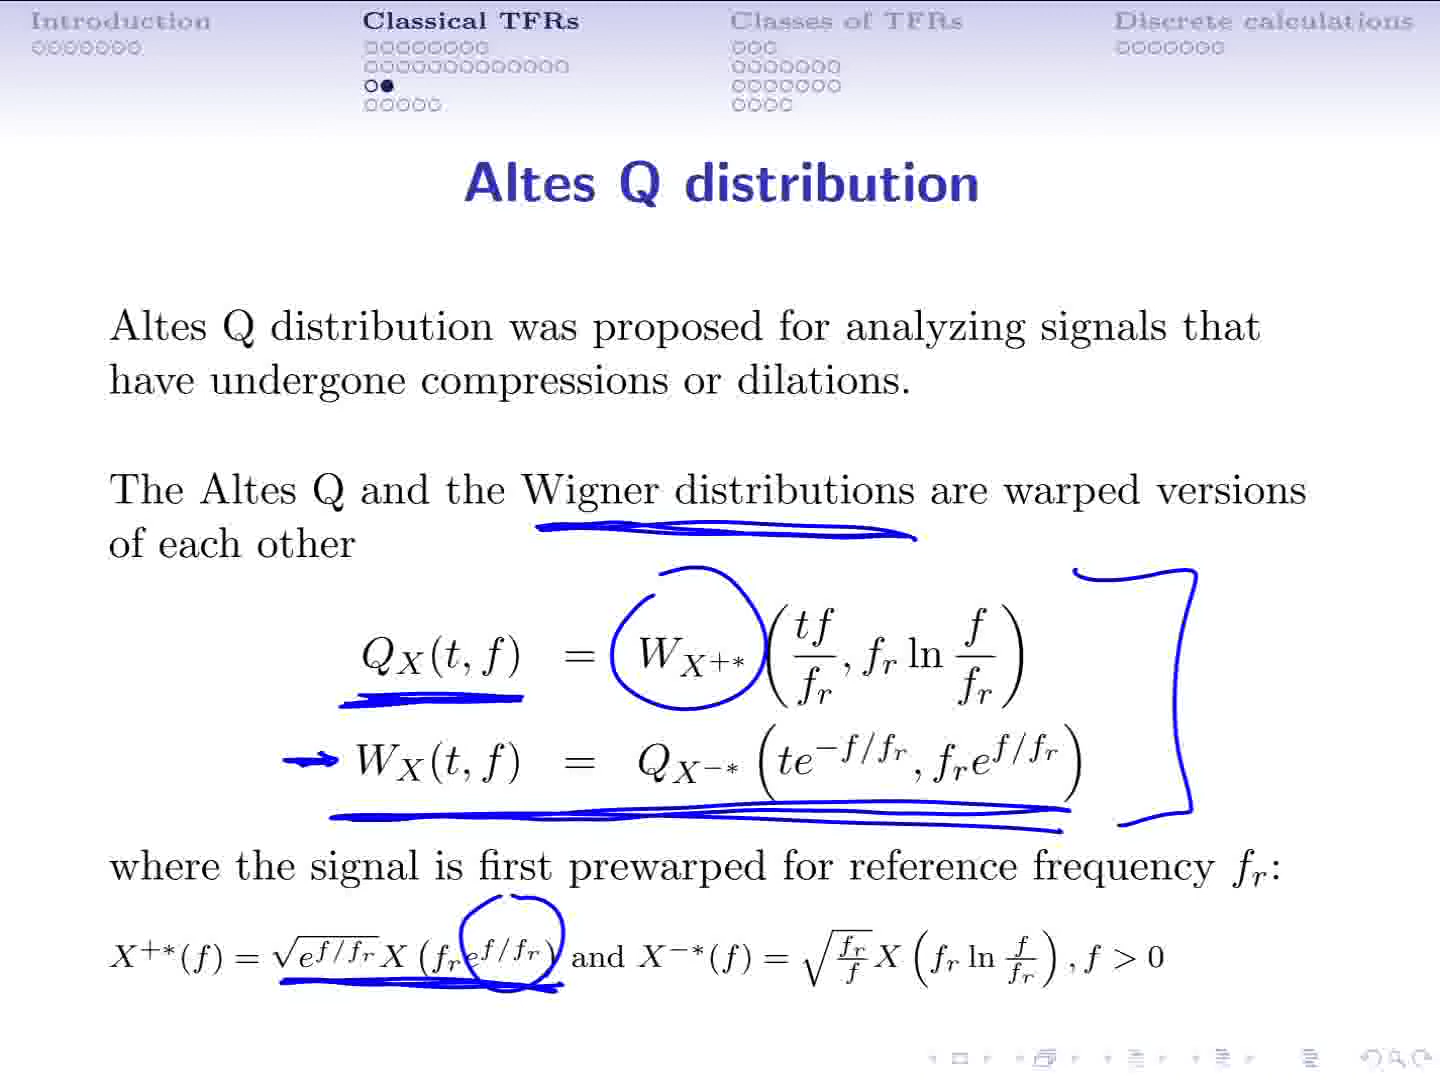 Introduction Classical TFRs Classes of TFRs Discrete calculations
Altes Q distribution
Altes Q distribution was proposed for analyzing signals that
have undergone compressions or dilations.
The Altes Q and the Wigner distributions are warped versions
of each other
Q_X(t, f) = W_{X^{+*}} (tf/f_r, f_r ln f/f_r)
W_X(t, f) = Q_{X^{-*}} (te^{-f/f_r}, f_r e^{f/f_r})
where the signal is first prewarped for reference frequency f_r:
X^{+*}(f) = √(e^{f/f_r}) X (f_r e^{f/f_r}) and X^{-*}(f) = √(f_r/f) X (f_r ln f/f_r), f > 0